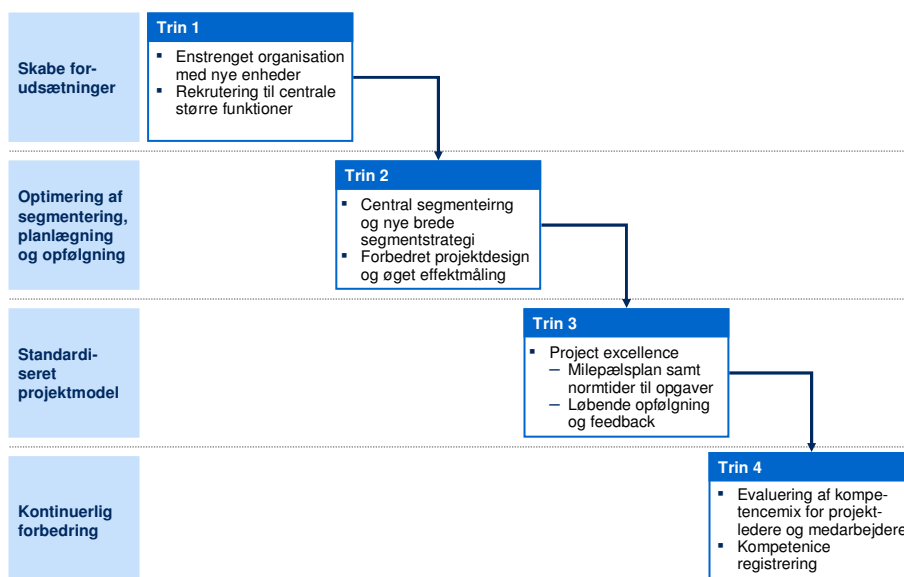 Skabe for-
udsætninger
Trin 1
▪ Enstrenget organisation
med nye enheder
▪ Rekrutering til centrale
større funktioner
Optimering af
segmentering,
planlægning
og opfølgning
Trin 2
▪ Central segmenteirng
og nye brede
segmentstrategi
▪ Forbedret projektdesign
og øget effektmåling
Standardi-
seret
projektmodel
Trin 3
▪ Project excellence
– Milepælsplan samt
normtider til opgaver
– Løbende opfølgning
og feedback
Kontinuerlig
forbedring
Trin 4
▪ Evaluering af kompe-
tencemix for projekt-
ledere og medarbejdere
▪ Kompetenice
registrering